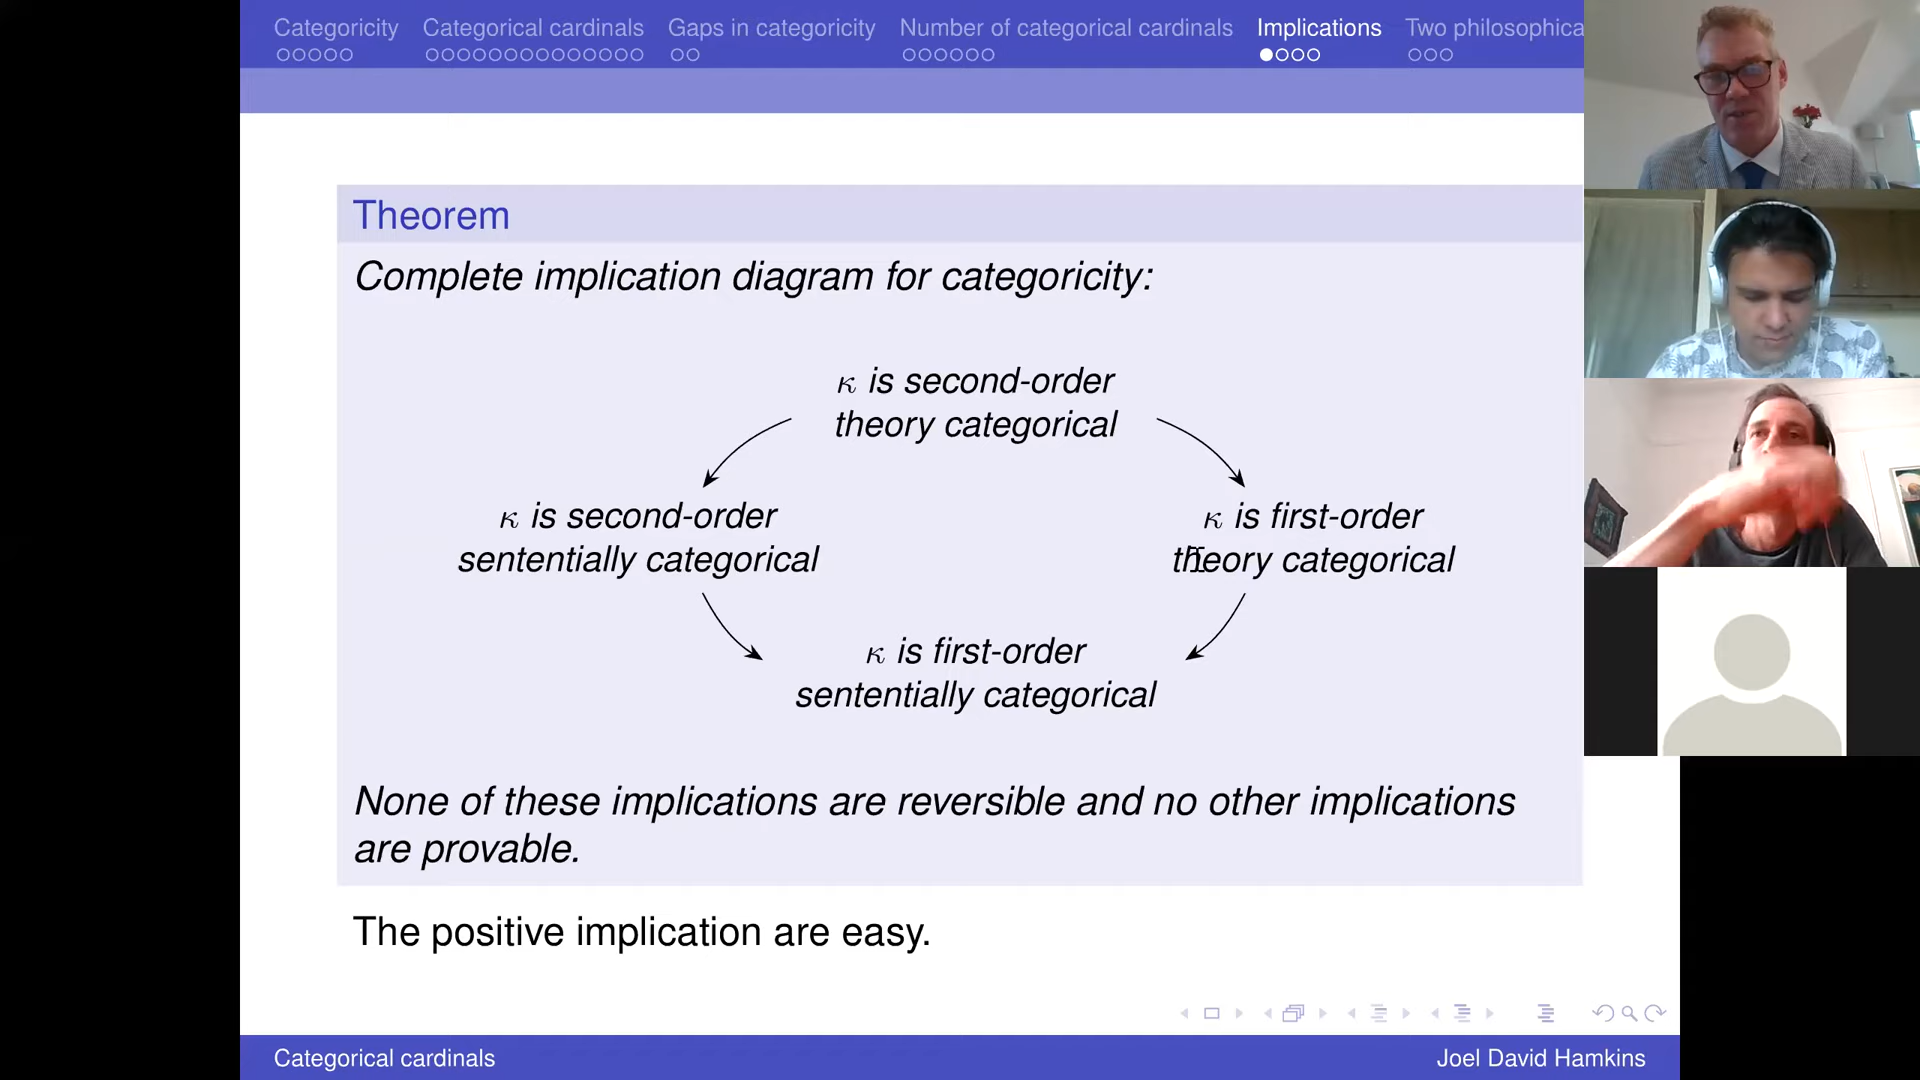 Categoricity Categorical cardinals Gaps in categoricity Number of categorical cardinals Implications Two philosophica
Theorem
Complete implication diagram for categoricity:
κ is second-order
theory categorical
κ is second-order
sententially categorical
κ is first-order
theory categorical
κ is first-order
sententially categorical
None of these implications are reversible and no other implications
are provable.
The positive implication are easy.
Categorical cardinals
Joel David Hamkins